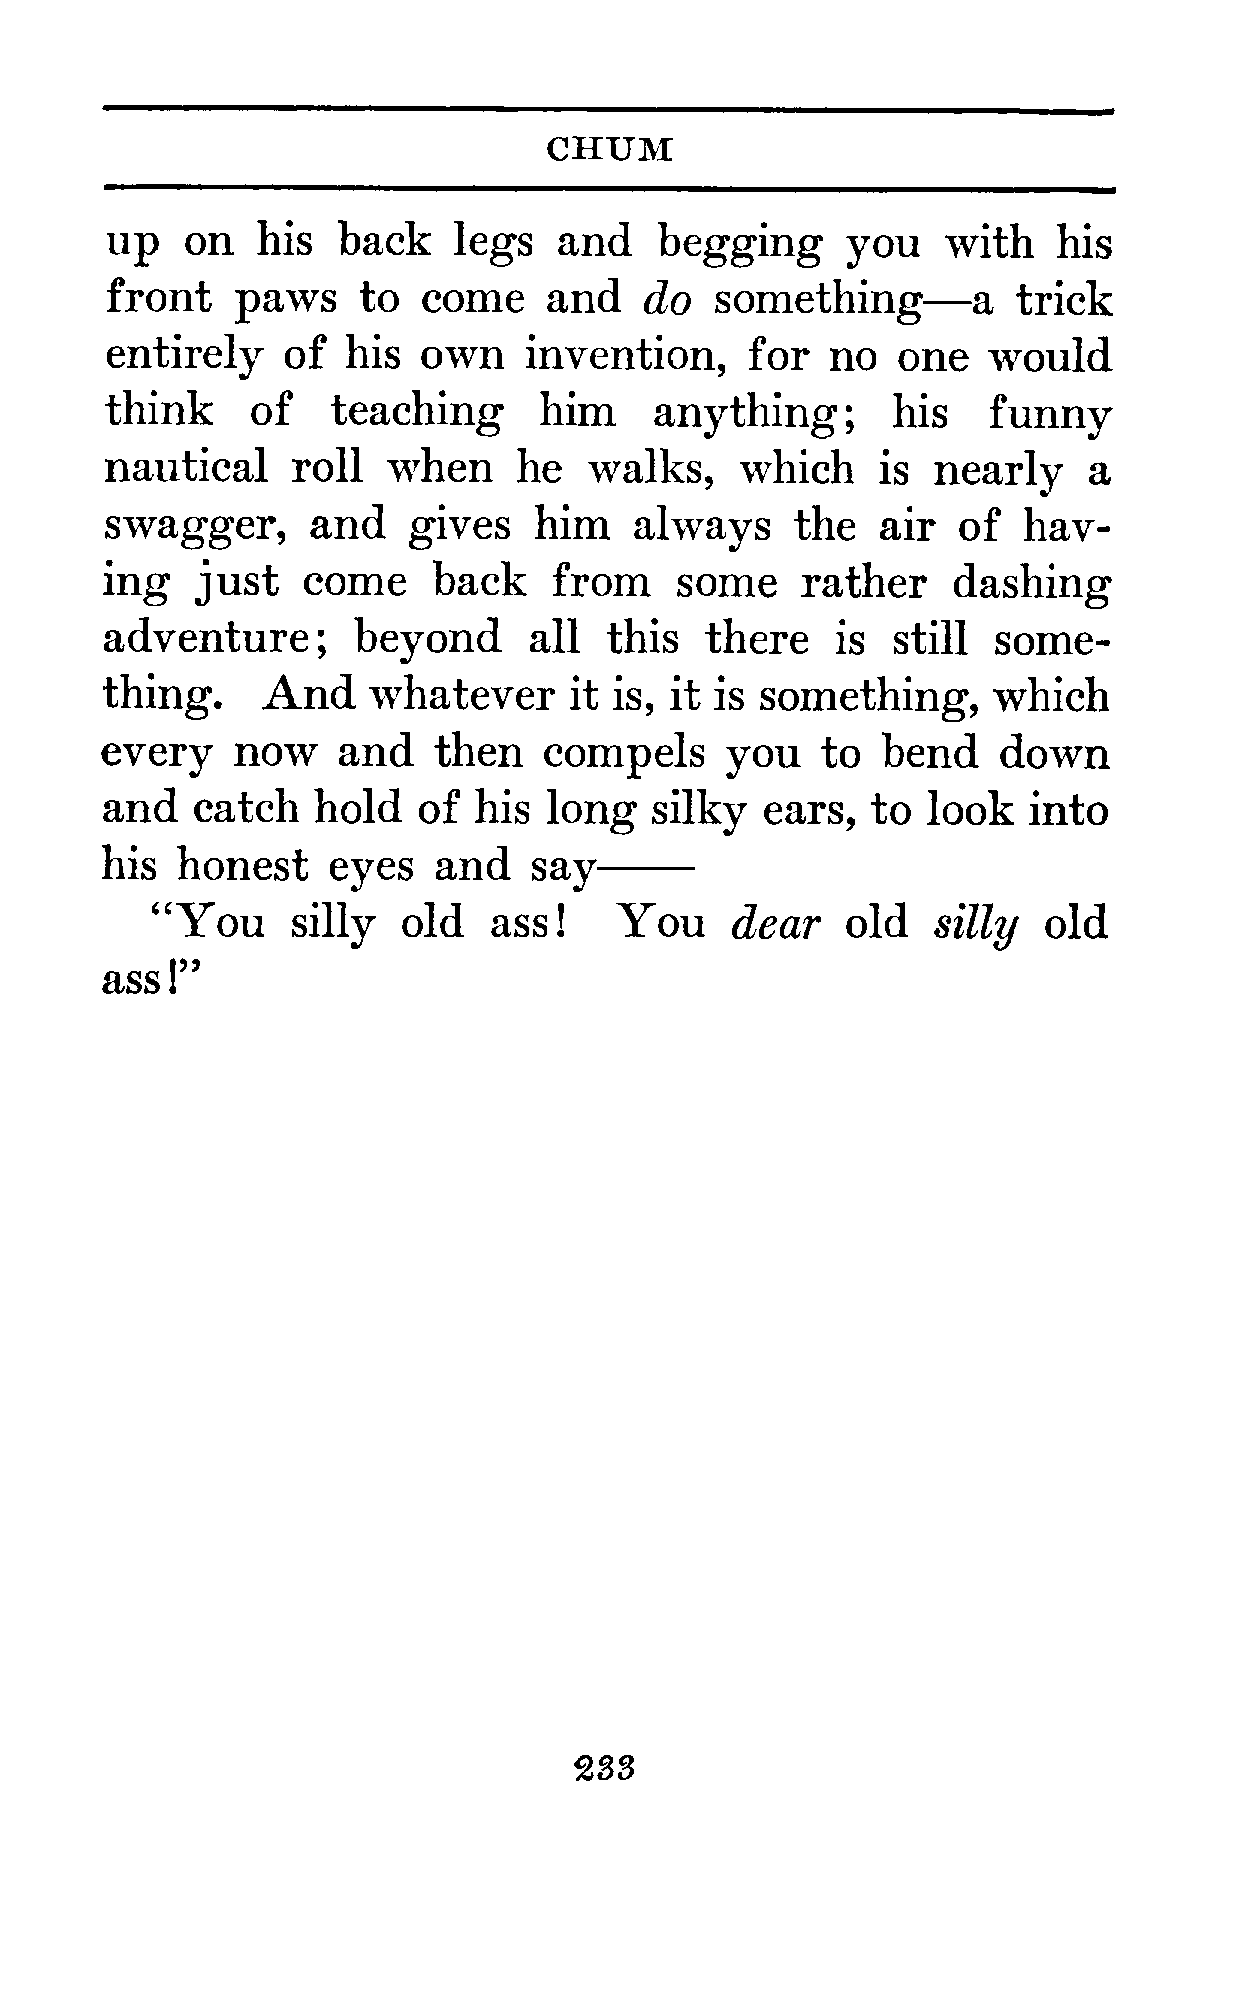 CHUM
up on his back legs and begging you with his
front paws to come and do something—a trick
entirely of his own invention, for no one would
think of teaching him anything; his funny
nautical roll when he walks, which is nearly a
swagger, and gives him always the air of hav-
ing just come back from some rather dashing
adventure; beyond all this there is still some-
thing. And whatever it is, it is something, which
every now and then compels you to bend down
and catch hold of his long silky ears, to look into
his honest eyes and say——
"You silly old ass! You dear old silly old
ass!"
233